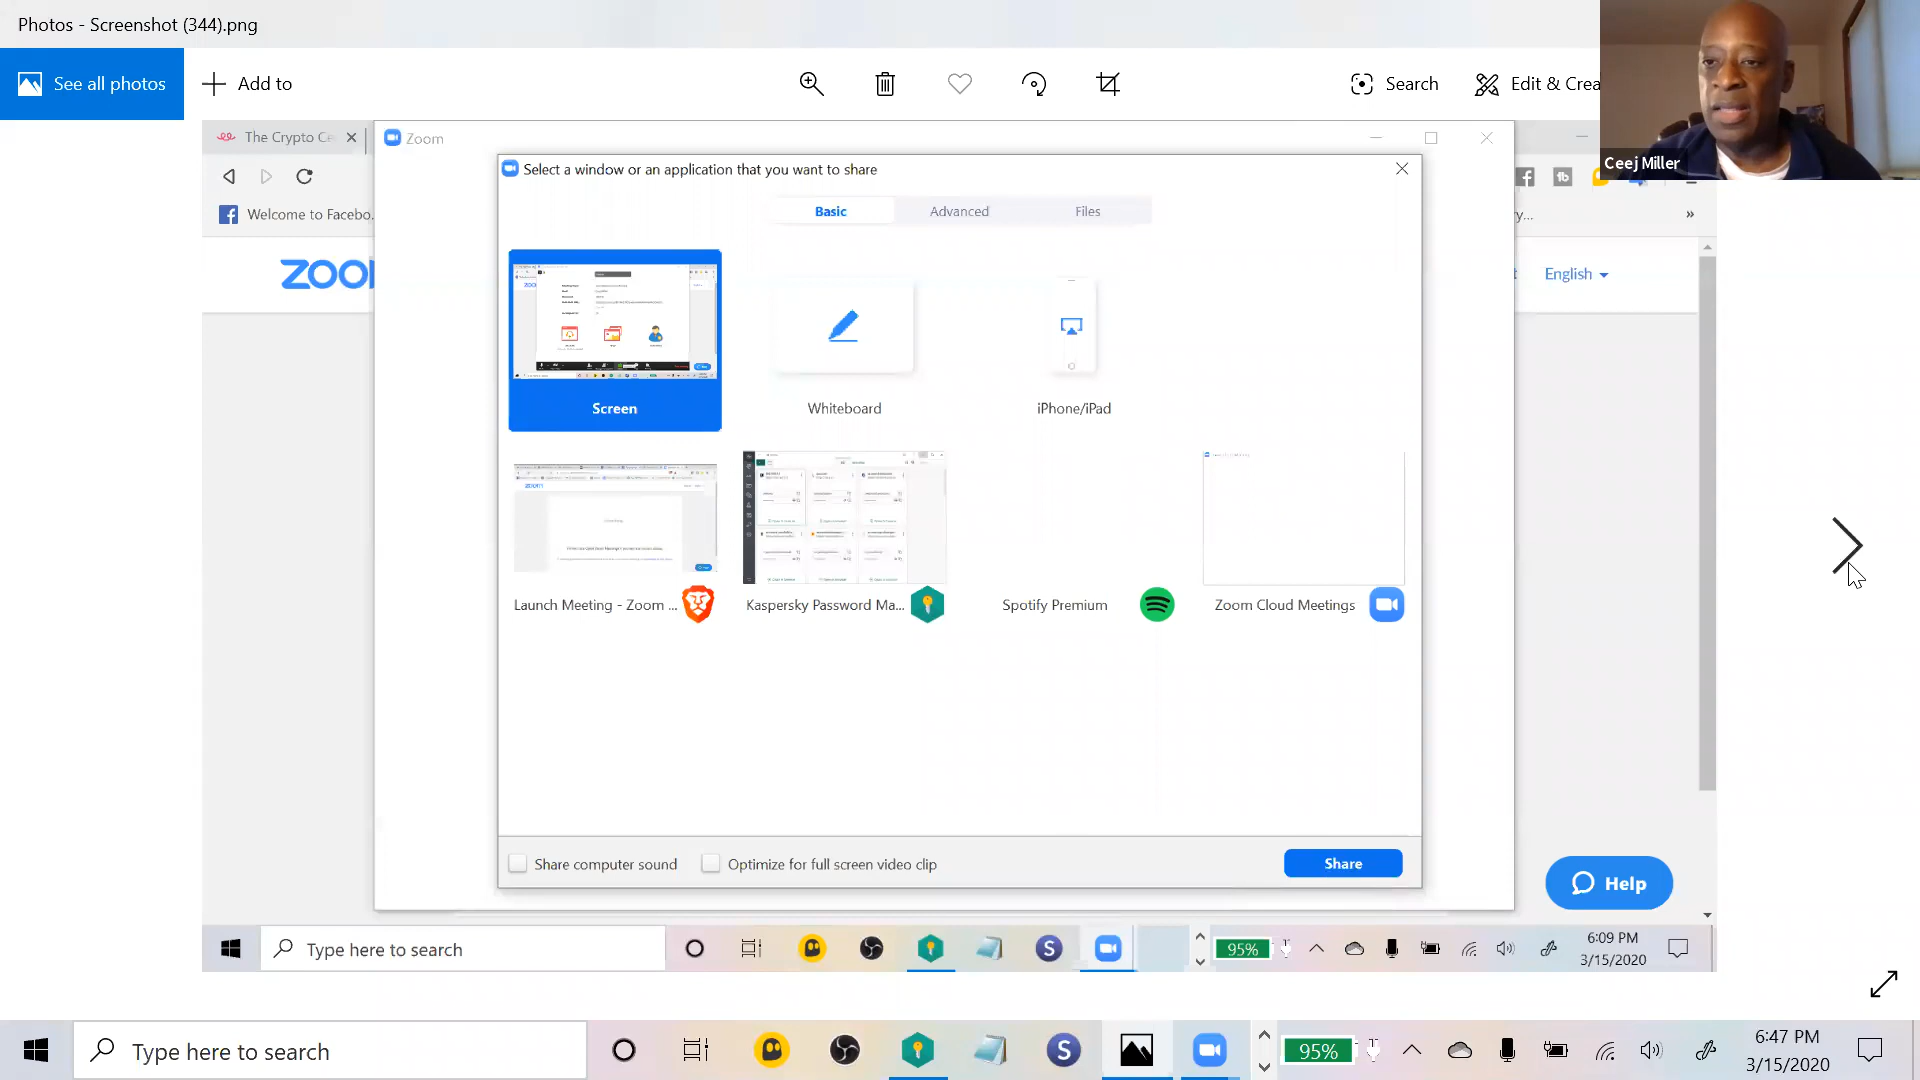 Photos - Screenshot (344).png
See all photos
Add to
Search
Edit & Crea
Ceej Miller
The Crypto Ce
Zoom
Select a window or an application that you want to share
Welcome to Facebo.
Basic
Advanced
Files
English
Screen
Whiteboard
iPhone/iPad
Launch Meeting - Zoom ...
Kaspersky Password Ma...
Spotify Premium
Zoom Cloud Meetings
Share computer sound
Optimize for full screen video clip
Share
Help
Type here to search
95%
6:09 PM
3/15/2020
Type here to search
95%
6:47 PM
3/15/2020